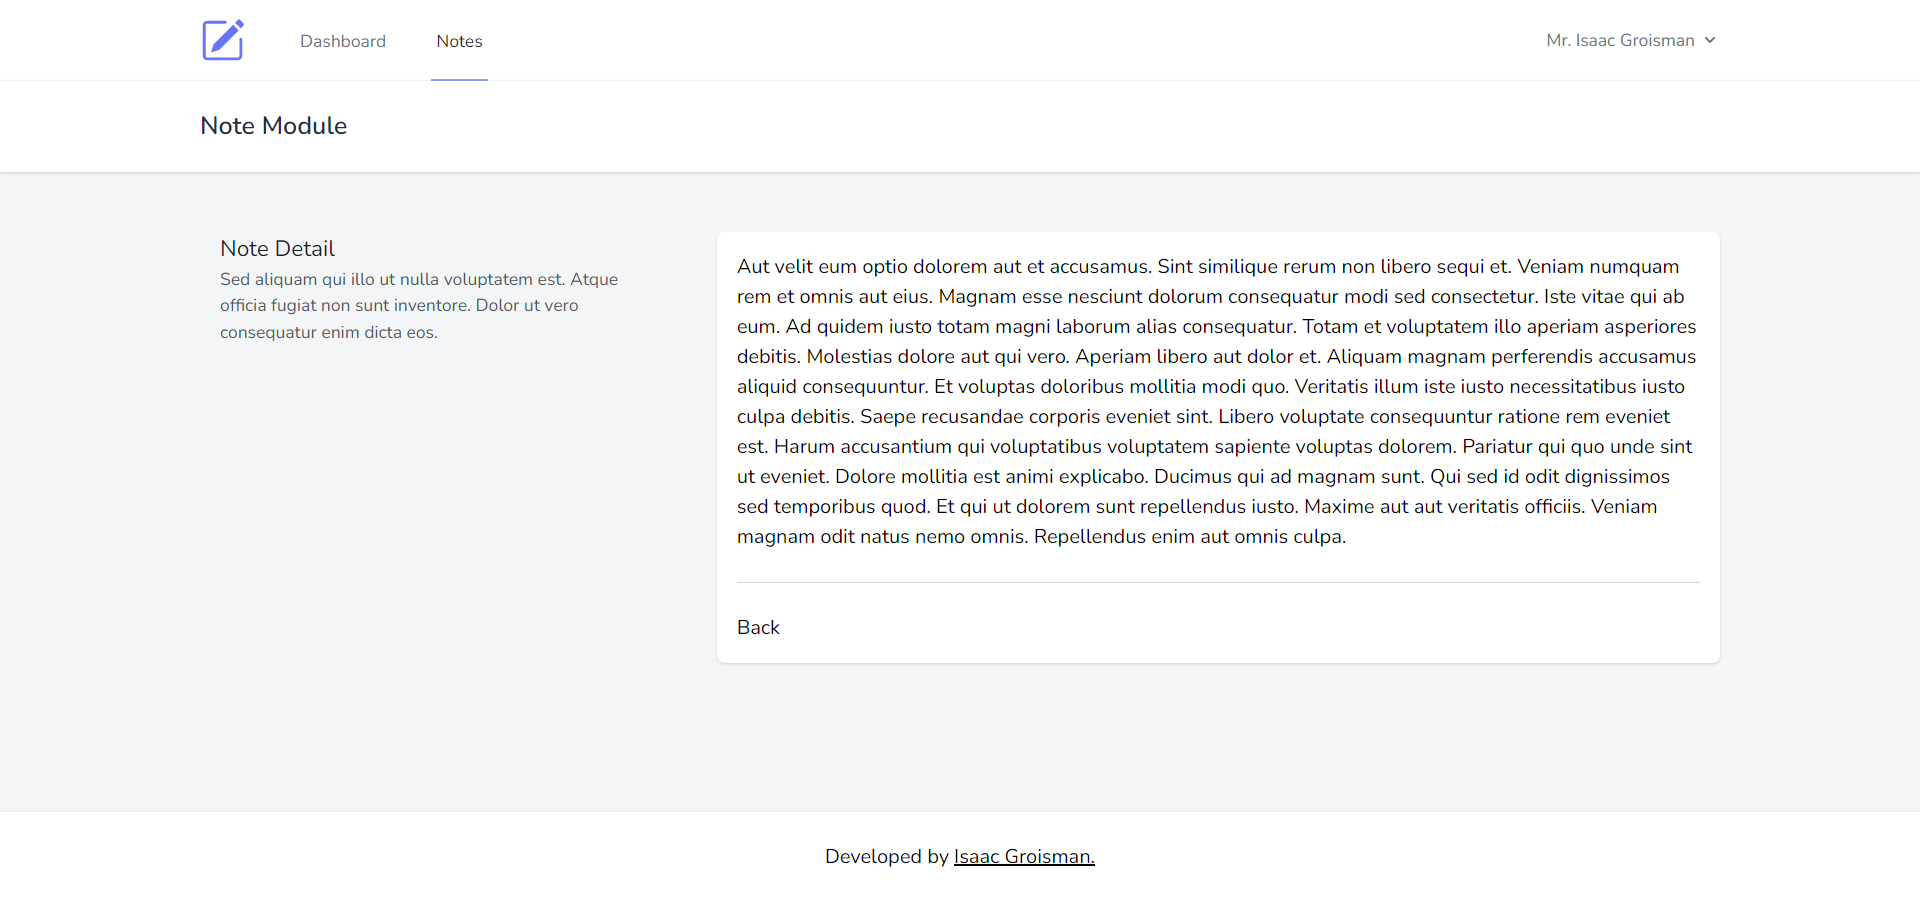 Dashboard
Notes
Mr. Isaac Groisman
Note Module
Note Detail
Sed aliquam qui illo ut nulla voluptatem est. Atque
officia fugiat non sunt inventore. Dolor ut vero
consequatur enim dicta eos.
Aut velit eum optio dolorem aut et accusamus. Sint similique rerum non libero sequi et. Veniam numquam
rem et omnis aut eius. Magnam esse nesciunt dolorum consequatur modi sed consectetur. Iste vitae qui ab
eum. Ad quidem iusto totam magni laborum alias consequatur. Totam et voluptatem illo aperiam asperiores
debitis. Molestias dolore aut qui vero. Aperiam libero aut dolor et. Aliquam magnam perferendis accusamus
aliquid consequuntur. Et voluptas doloribus mollitia modi quo. Veritatis illum iste iusto necessitatibus iusto
culpa debitis. Saepe recusandae corporis eveniet sint. Libero voluptate consequuntur ratione rem eveniet
est. Harum accusantium qui voluptatibus voluptatem sapiente voluptas dolorem. Pariatur qui quo unde sint
ut eveniet. Dolore mollitia est animi explicabo. Ducimus qui ad magnam sunt. Qui sed id odit dignissimos
sed temporibus quod. Et qui ut dolorem sunt repellendus iusto. Maxime aut aut veritatis officiis. Veniam
magnam odit natus nemo omnis. Repellendus enim aut omnis culpa.
Back
Developed by Isaac Groisman.